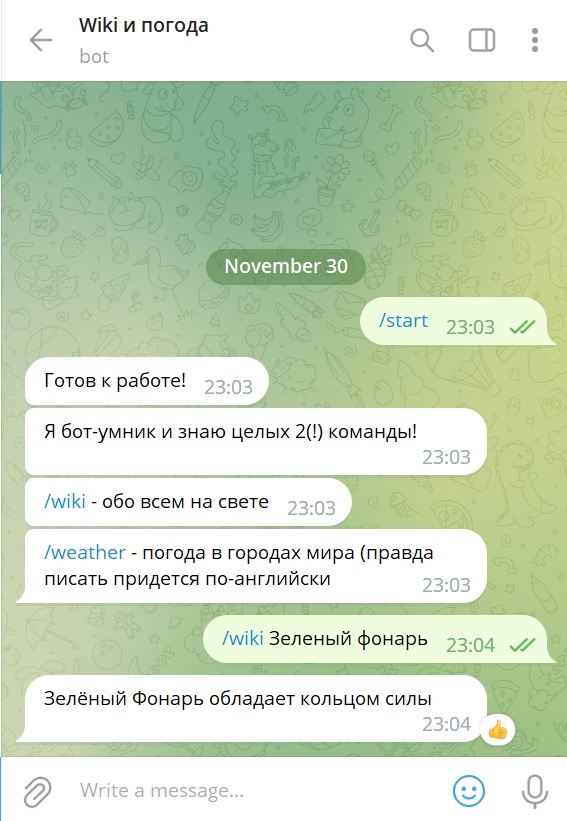 Wiki и погода
bot
November 30
/start 23:03
Готов к работе! 23:03
Я бот-умник и знаю целых 2(!) команды!
23:03
/wiki - обо всем на свете 23:03
/weather - погода в городах мира (правда
писать придется по-английски 23:03
/wiki Зеленый фонарь 23:04
Зелёный Фонарь обладает кольцом силы
23:04
Write a message...